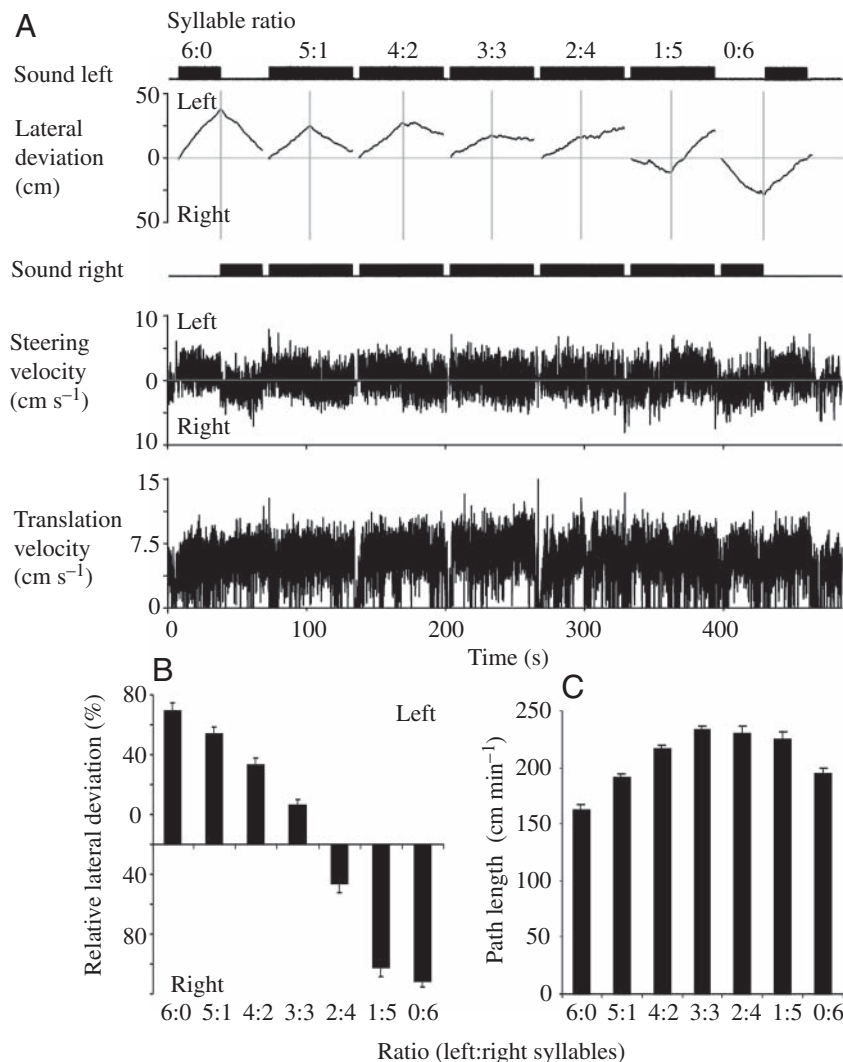 A
Syllable ratio
6:0 5:1 4:2 3:3 2:4 1:5 0:6
Sound left
50
Left
Lateral
deviation
(cm)
0
Right
50
Sound right
10
Left
Steering
velocity
(cm s⁻¹)
0
Right
10
15
Translation
velocity
(cm s⁻¹)
7.5
0
0 100 200 300 400
Time (s)
B
Relative lateral deviation (%)
80
40
0
40
80
Left
Right
6:0 5:1 4:2 3:3 2:4 1:5 0:6
C
Path length (cm min⁻¹)
250
200
150
100
50
0
6:0 5:1 4:2 3:3 2:4 1:5 0:6
Ratio (left:right syllables)